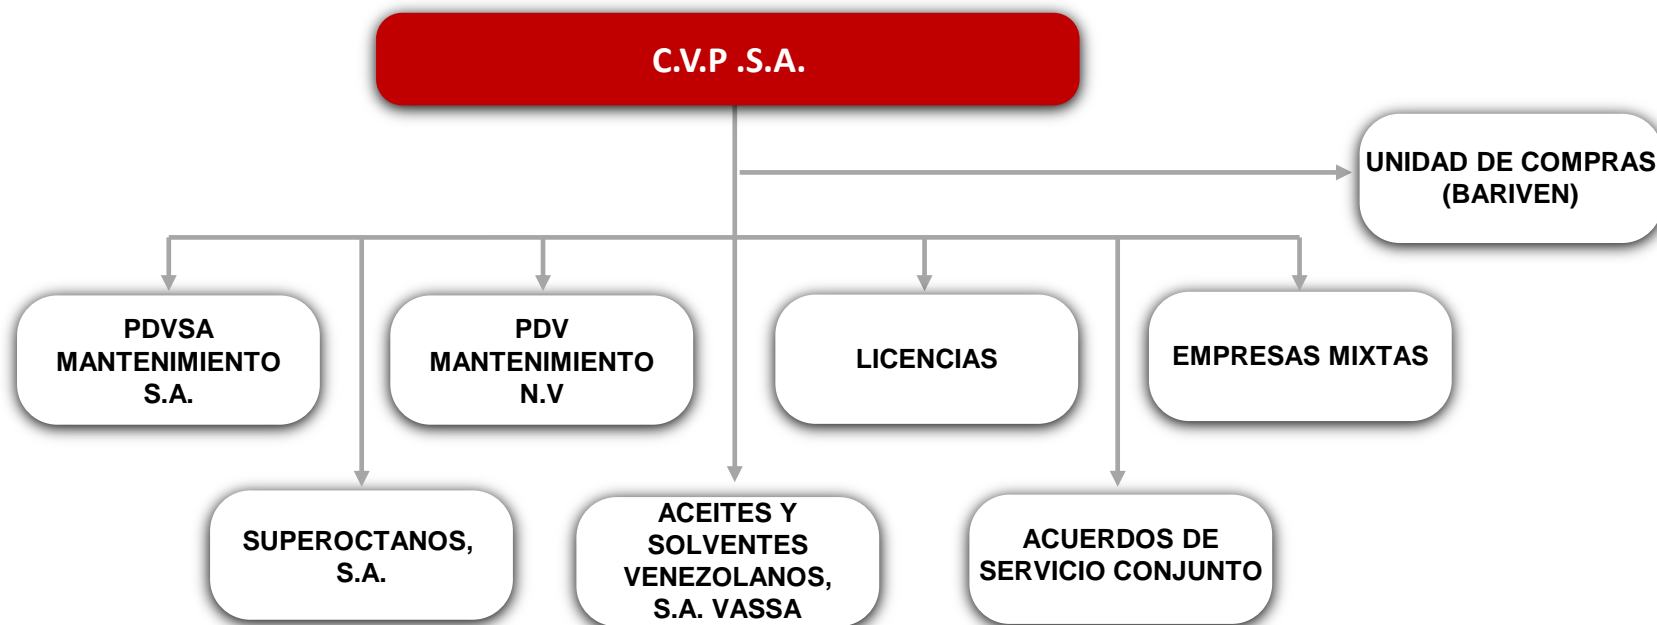 C.V.P .S.A.
UNIDAD DE COMPRAS
(BARIVEN)
PDVSA
MANTENIMIENTO
S.A.
PDV
MANTENIMIENTO
N.V
LICENCIAS
EMPRESAS MIXTAS
SUPEROCTANOS,
S.A.
ACEITES Y
SOLVENTES
VENEZOLANOS,
S.A. VASSA
ACUERDOS DE
SERVICIO CONJUNTO